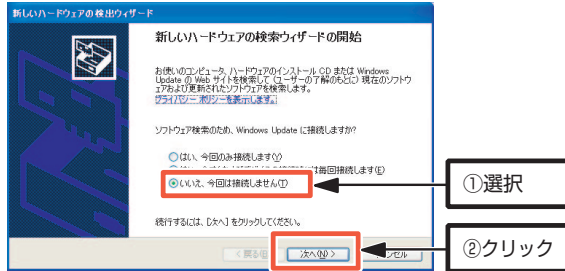 新しいハードウェアの検出ウィザード
新しいハードウェアの検索ウィザードの開始
お使いのコンピュータ、ハードウェアのインストール CD または Windows
Update の Web サイトを検索して (ユーザーの了解のもとに) 現在のソフトウ
ェアおよび更新されたソフトウェアを検索します。
プライバシー ポリシーを表示します。
ソフトウェア検索のため、Windows Update に接続しますか?
はい、今回のみ接続します(Y)
は毎回接続します(E)
いいえ、今回は接続しません(T)
①選択
続行するには、[次へ] をクリックしてください。
< 戻る(B) 次へ(N) > ンセル
②クリック